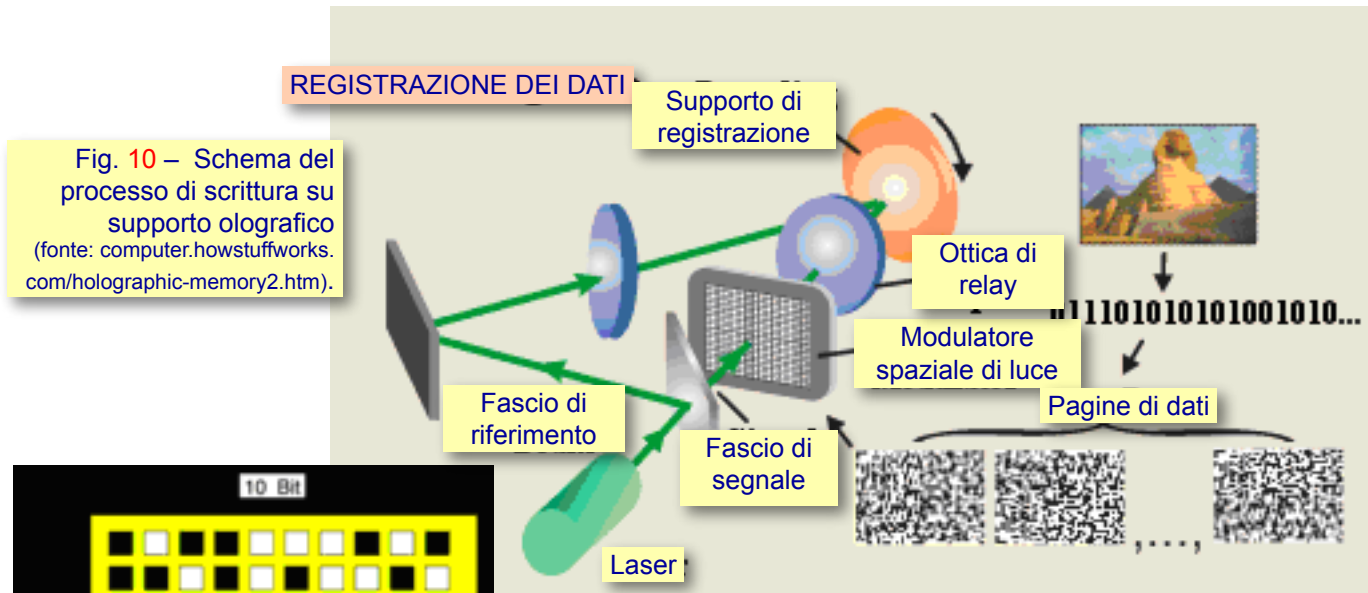 REGISTRAZIONE DEI DATI
Supporto di
registrazione
Fig. 10 – Schema del
processo di scrittura su
supporto olografico
(fonte: computer.howstuffworks.
com/holographic-memory2.htm).
Ottica di
relay
11101010101001010...
Modulatore
spaziale di luce
Pagine di dati
Fascio di
riferimento
Fascio di
segnale
,...,
10 Bit
Laser